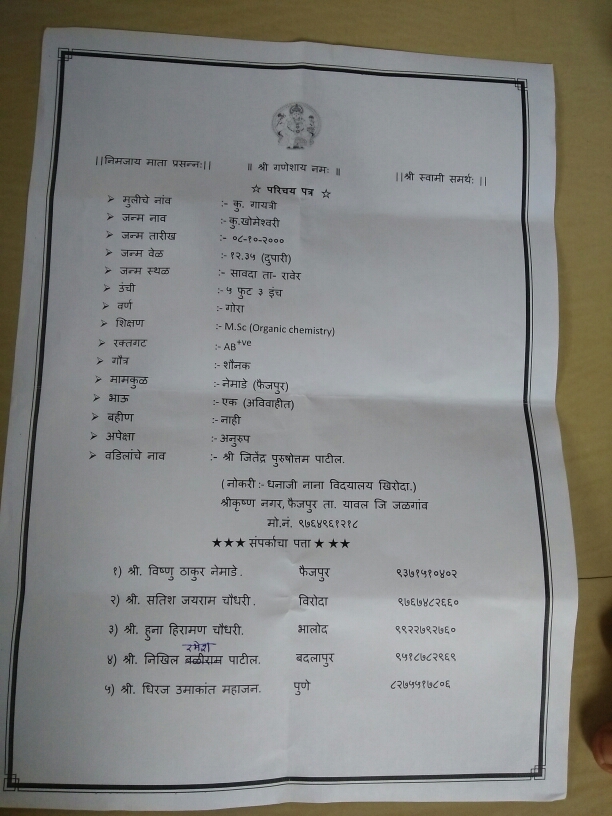 ||निमजाय माता प्रसन्नः|| ॥ श्री गणेशाय नमः ॥ ||श्री स्वामी समर्थः ||
☆ परिचय पत्र ☆
➢ मुलीचे नांव :- कु. गायत्री
➢ जन्म नाव :- कु.खोमेश्वरी
➢ जन्म तारीख :- ०८-१०-२०००
➢ जन्म वेळ :- १२.३५ (दुपारी)
➢ जन्म स्थळ :- सावदा ता- रावेर
➢ उंची :- ५ फुट ३ इंच
➢ वर्ण :- गोरा
➢ शिक्षण :- M.Sc (Organic chemistry)
➢ रक्तगट :- AB+ve
➢ गौत्र :- शौनक
➢ मामकुळ :- नेमाडे (फैजपुर)
➢ भाऊ :- एक (अविवाहीत)
➢ बहीण :- नाही
➢ अपेक्षा :- अनुरुप
➢ वडिलांचे नाव :- श्री जितेंद्र पुरुषोत्तम पाटील.
(नोकरी :- धनाजी नाना विदयालय खिरोदा.)
श्रीकृष्ण नगर, फैजपुर ता. यावल जि जळगांव
मो.नं. ९७६४९६१२१८
★★★ संपर्काचा पत्ता ★ ★★
१) श्री. विष्णु ठाकुर नेमाडे. फैजपुर ९३७१५१०४०२
२) श्री. सतिश जयराम चौधरी. विरोदा ९७६७४८२६६०
३) श्री. हुना हिरामण चौधरी. भालोद ९९२२७९२७६०
रमेश
४) श्री. निखिल बळीराम पाटील. बदलापुर ९५१८७८२९६९
५) श्री. धिरज उमाकांत महाजन. पुणे ८२७५५१७८०६